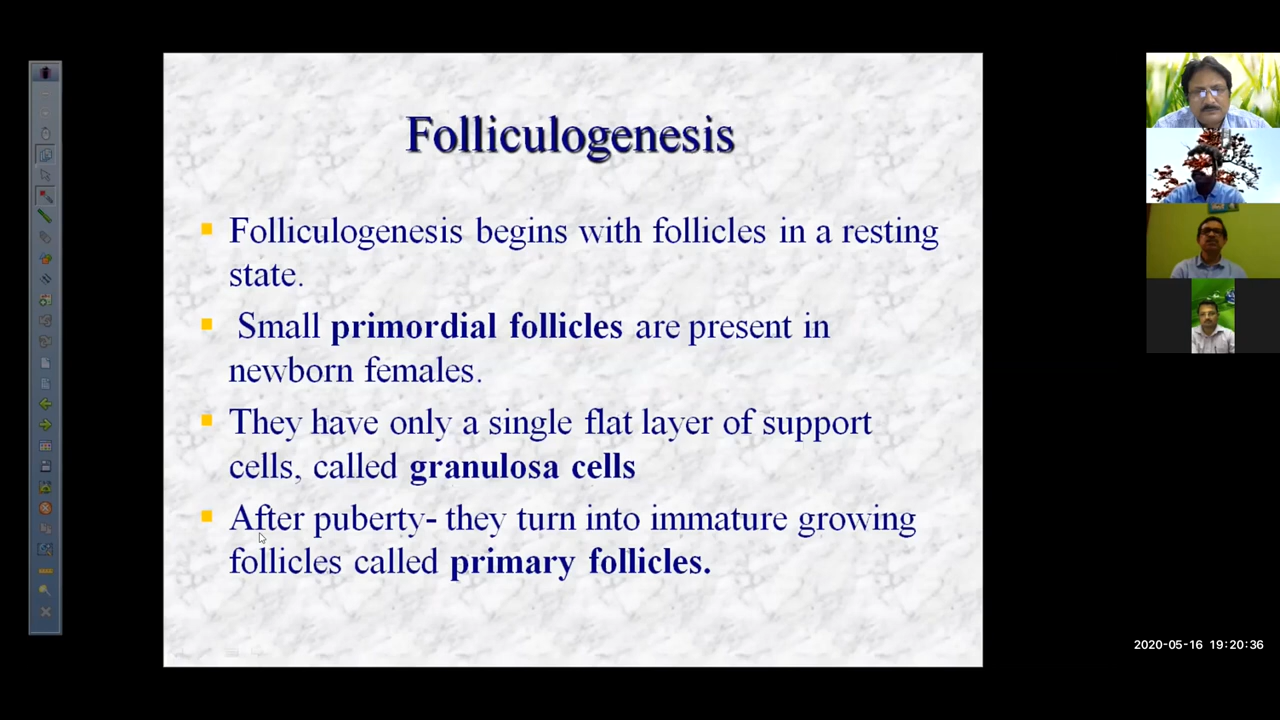 Folliculogenesis
Folliculogenesis begins with follicles in a resting
state.
Small primordial follicles are present in
newborn females.
They have only a single flat layer of support
cells, called granulosa cells
After puberty- they turn into immature growing
follicles called primary follicles.
2020-05-16 19:20:36